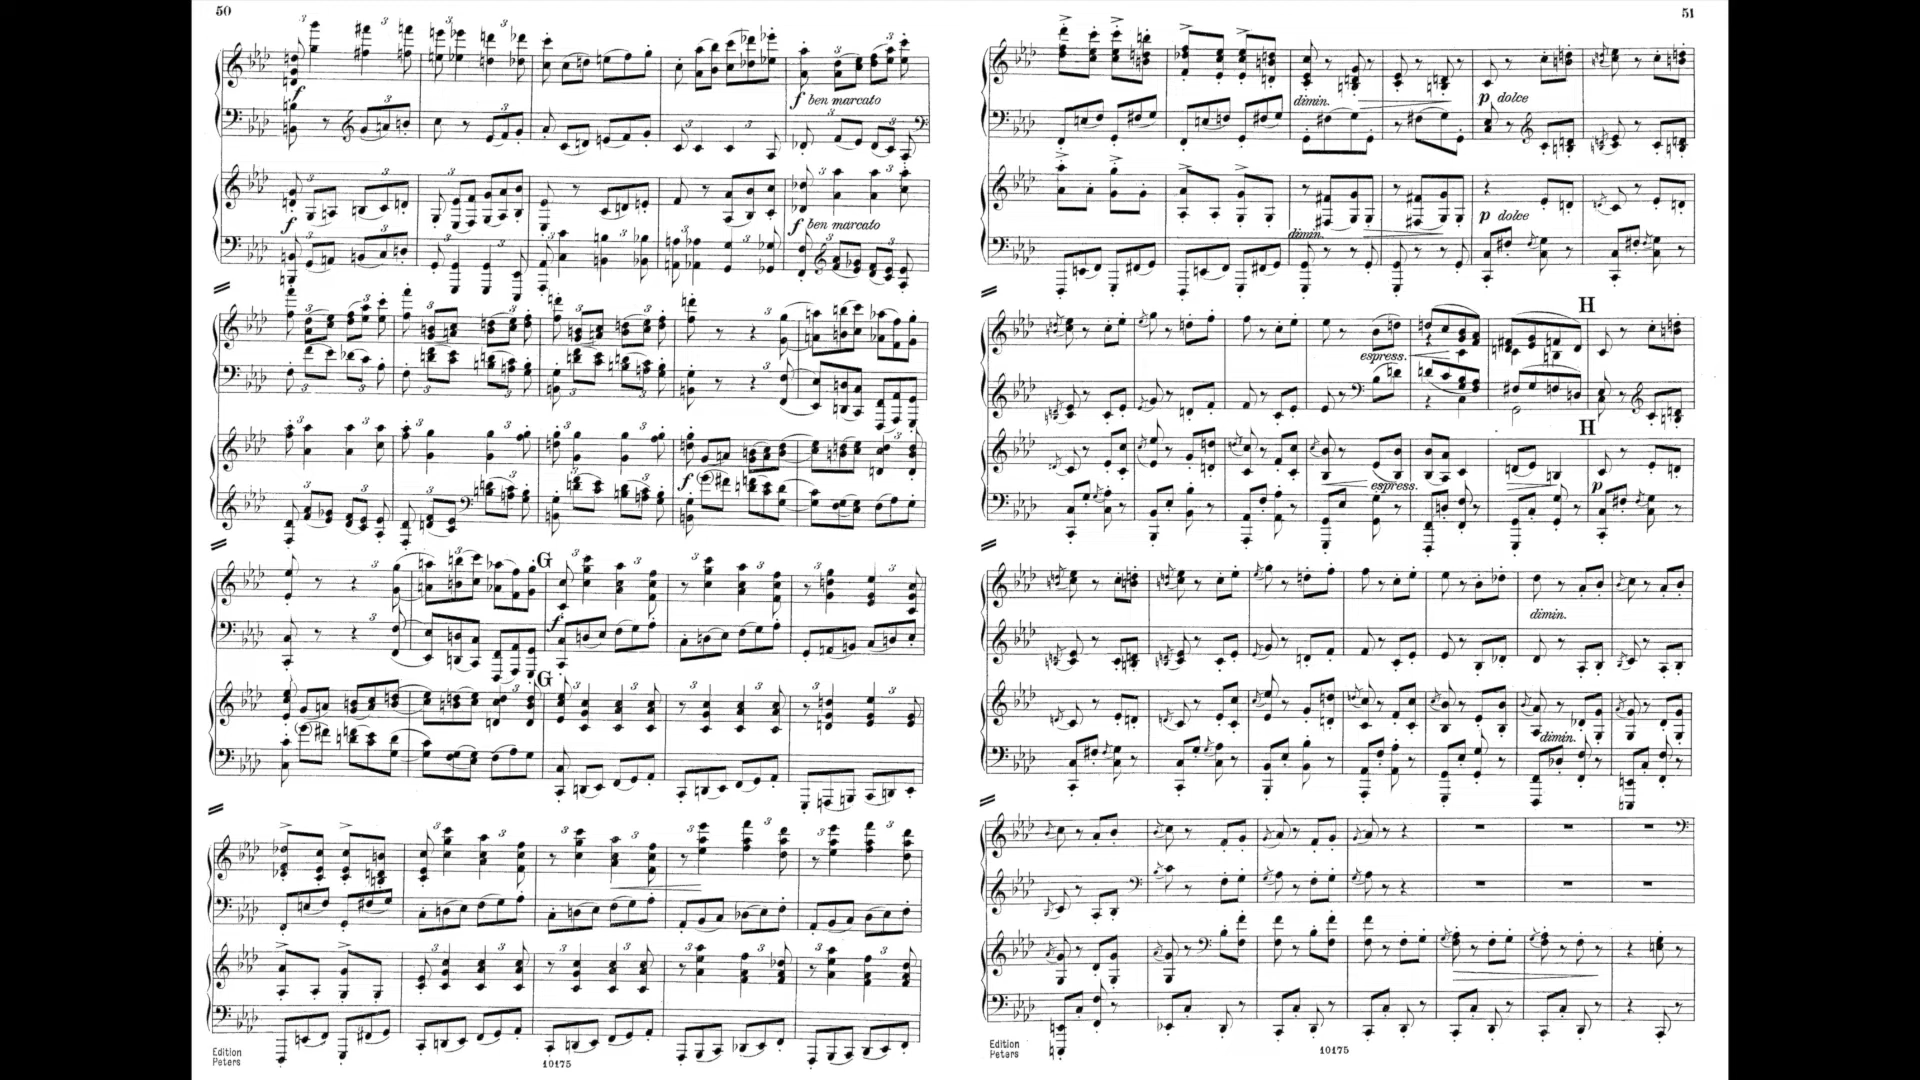 50
f
f ben marcato
f
f ben marcato
f
G
f
G
Edition
Peters
10175
51
dimin.
p dolce
p dolce
dimin.
H
espress.
H
espress.
p
dimin.
dimin.
Edition
Peters
10175